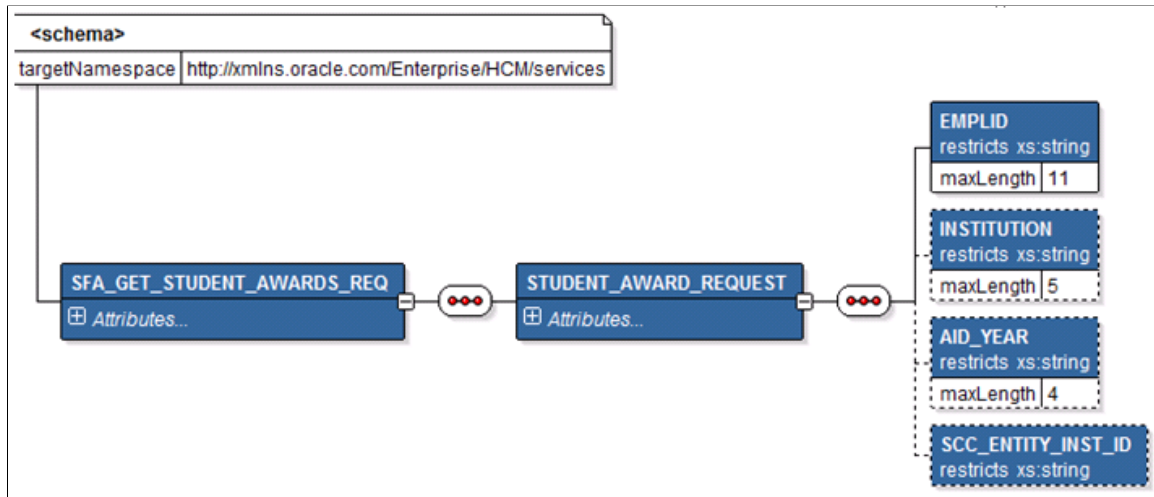 <schema>
targetNamespace http://xmlns.oracle.com/Enterprise/HCM/services
SFA_GET_STUDENT_AWARDS_REQ
Attributes...
STUDENT_AWARD_REQUEST
Attributes...
EMPLID
restricts xs:string
maxLength 11
INSTITUTION
restricts xs:string
maxLength 5
AID_YEAR
restricts xs:string
maxLength 4
SCC_ENTITY_INST_ID
restricts xs:string